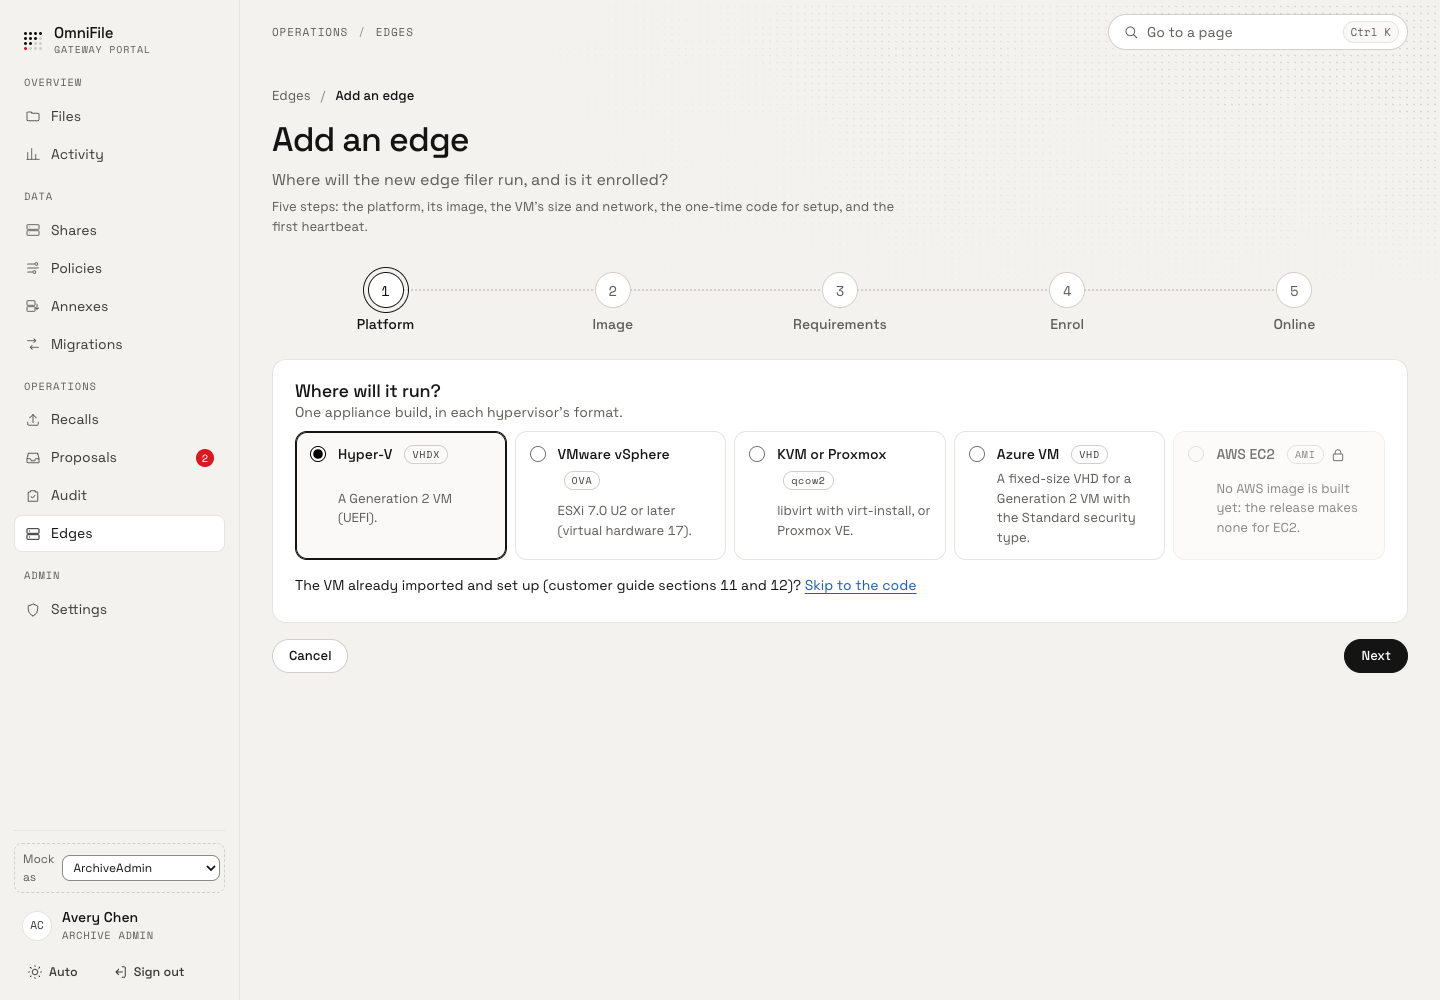 OmniFile
GATEWAY PORTAL
OVERVIEW
Files
Activity
DATA
Shares
Policies
Annexes
Migrations
OPERATIONS
Recalls
Proposals 2
Audit
Edges
ADMIN
Settings
Mock as
ArchiveAdmin
AC
Avery Chen
ARCHIVE ADMIN
Auto
Sign out
OPERATIONS / EDGES
Go to a page Ctrl K
Edges / Add an edge
Add an edge
Where will the new edge filer run, and is it enrolled?
Five steps: the platform, its image, the VM's size and network, the one-time code for setup, and the
first heartbeat.
1 2 3 4 5
Platform Image Requirements Enrol Online
Where will it run?
One appliance build, in each hypervisor's format.
Hyper-V VHDX
A Generation 2 VM
(UEFI).
VMware vSphere
OVA
ESXi 7.0 U2 or later
(virtual hardware 17).
KVM or Proxmox
qcow2
libvirt with virt-install, or
Proxmox VE.
Azure VM VHD
A fixed-size VHD for a
Generation 2 VM with
the Standard security
type.
AWS EC2 AMI
No AWS image is built
yet: the release makes
none for EC2.
The VM already imported and set up (customer guide sections 11 and 12)? Skip to the code
Cancel
Next